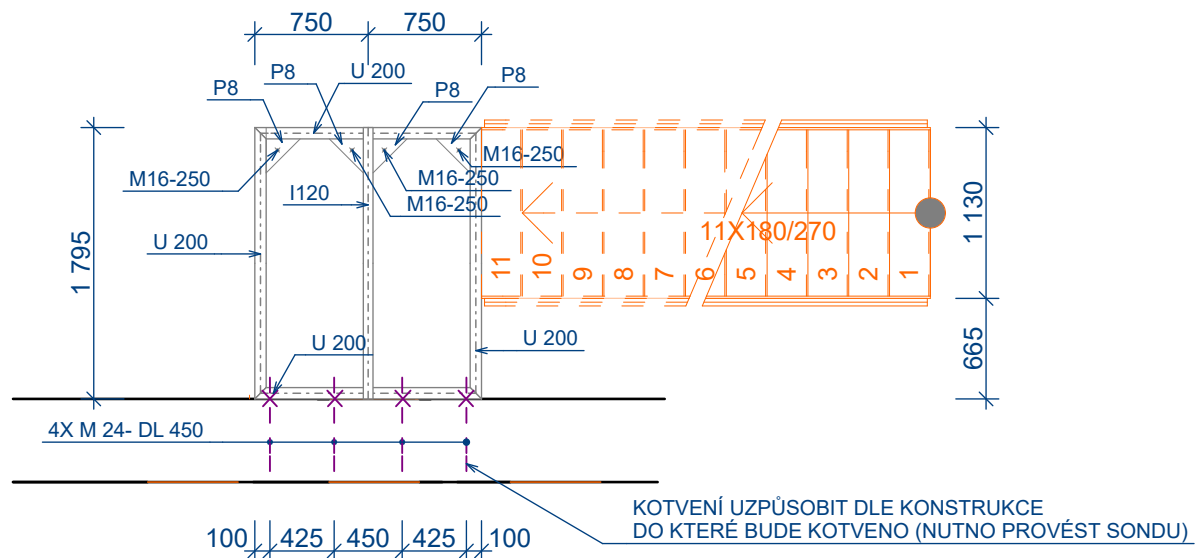 750 750
P8 P8 U 200 P8 P8
M16-250 M16-250
M16-250
M16-250
I120
U 200
1 795
11X180/270
11 10 9 8 7 6 5 4 3 2 1
1 130
665
U 200 U 200
4X M 24- DL 450
KOTVENÍ UZPŮSOBIT DLE KONSTRUKCE
DO KTERÉ BUDE KOTVENO (NUTNO PROVÉST SONDU)
100 425 450 425 100